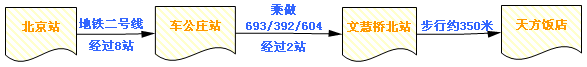 北京站
地铁二号线
经过8站
车公庄站
乘做
693/392/604
经过2站
文慧桥北站
步行约350米
天方饭店